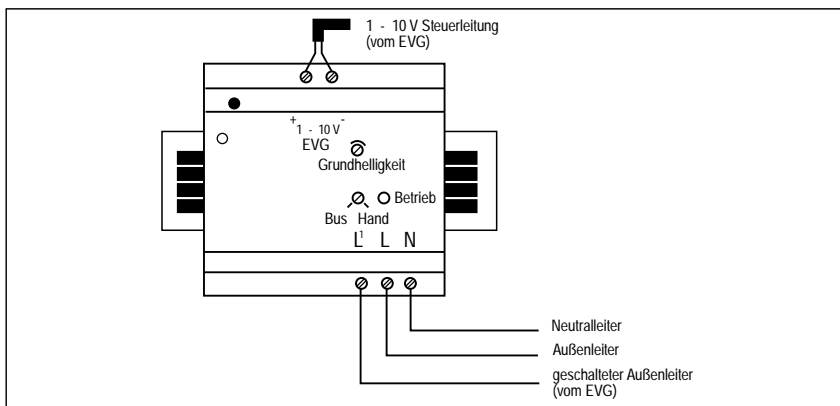 1 - 10 V Steuerleitung
(vom EVG)
+ -
1 - 10 V
EVG
Grundhelligkeit
Betrieb
Bus Hand
L¹ L N
Neutralleiter
Außenleiter
geschalteter Außenleiter
(vom EVG)